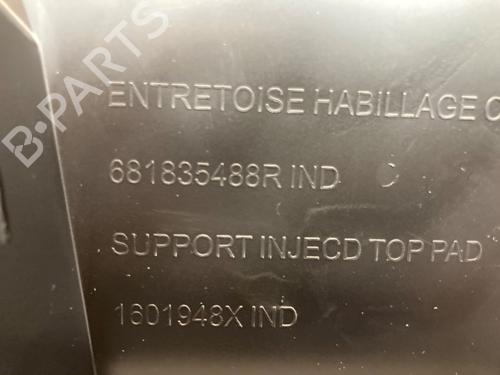 B-PARTS
ENTRETOISE HABILLAGE C
681835488R IND
SUPPORT INJECD TOP PAD
1601948X IND